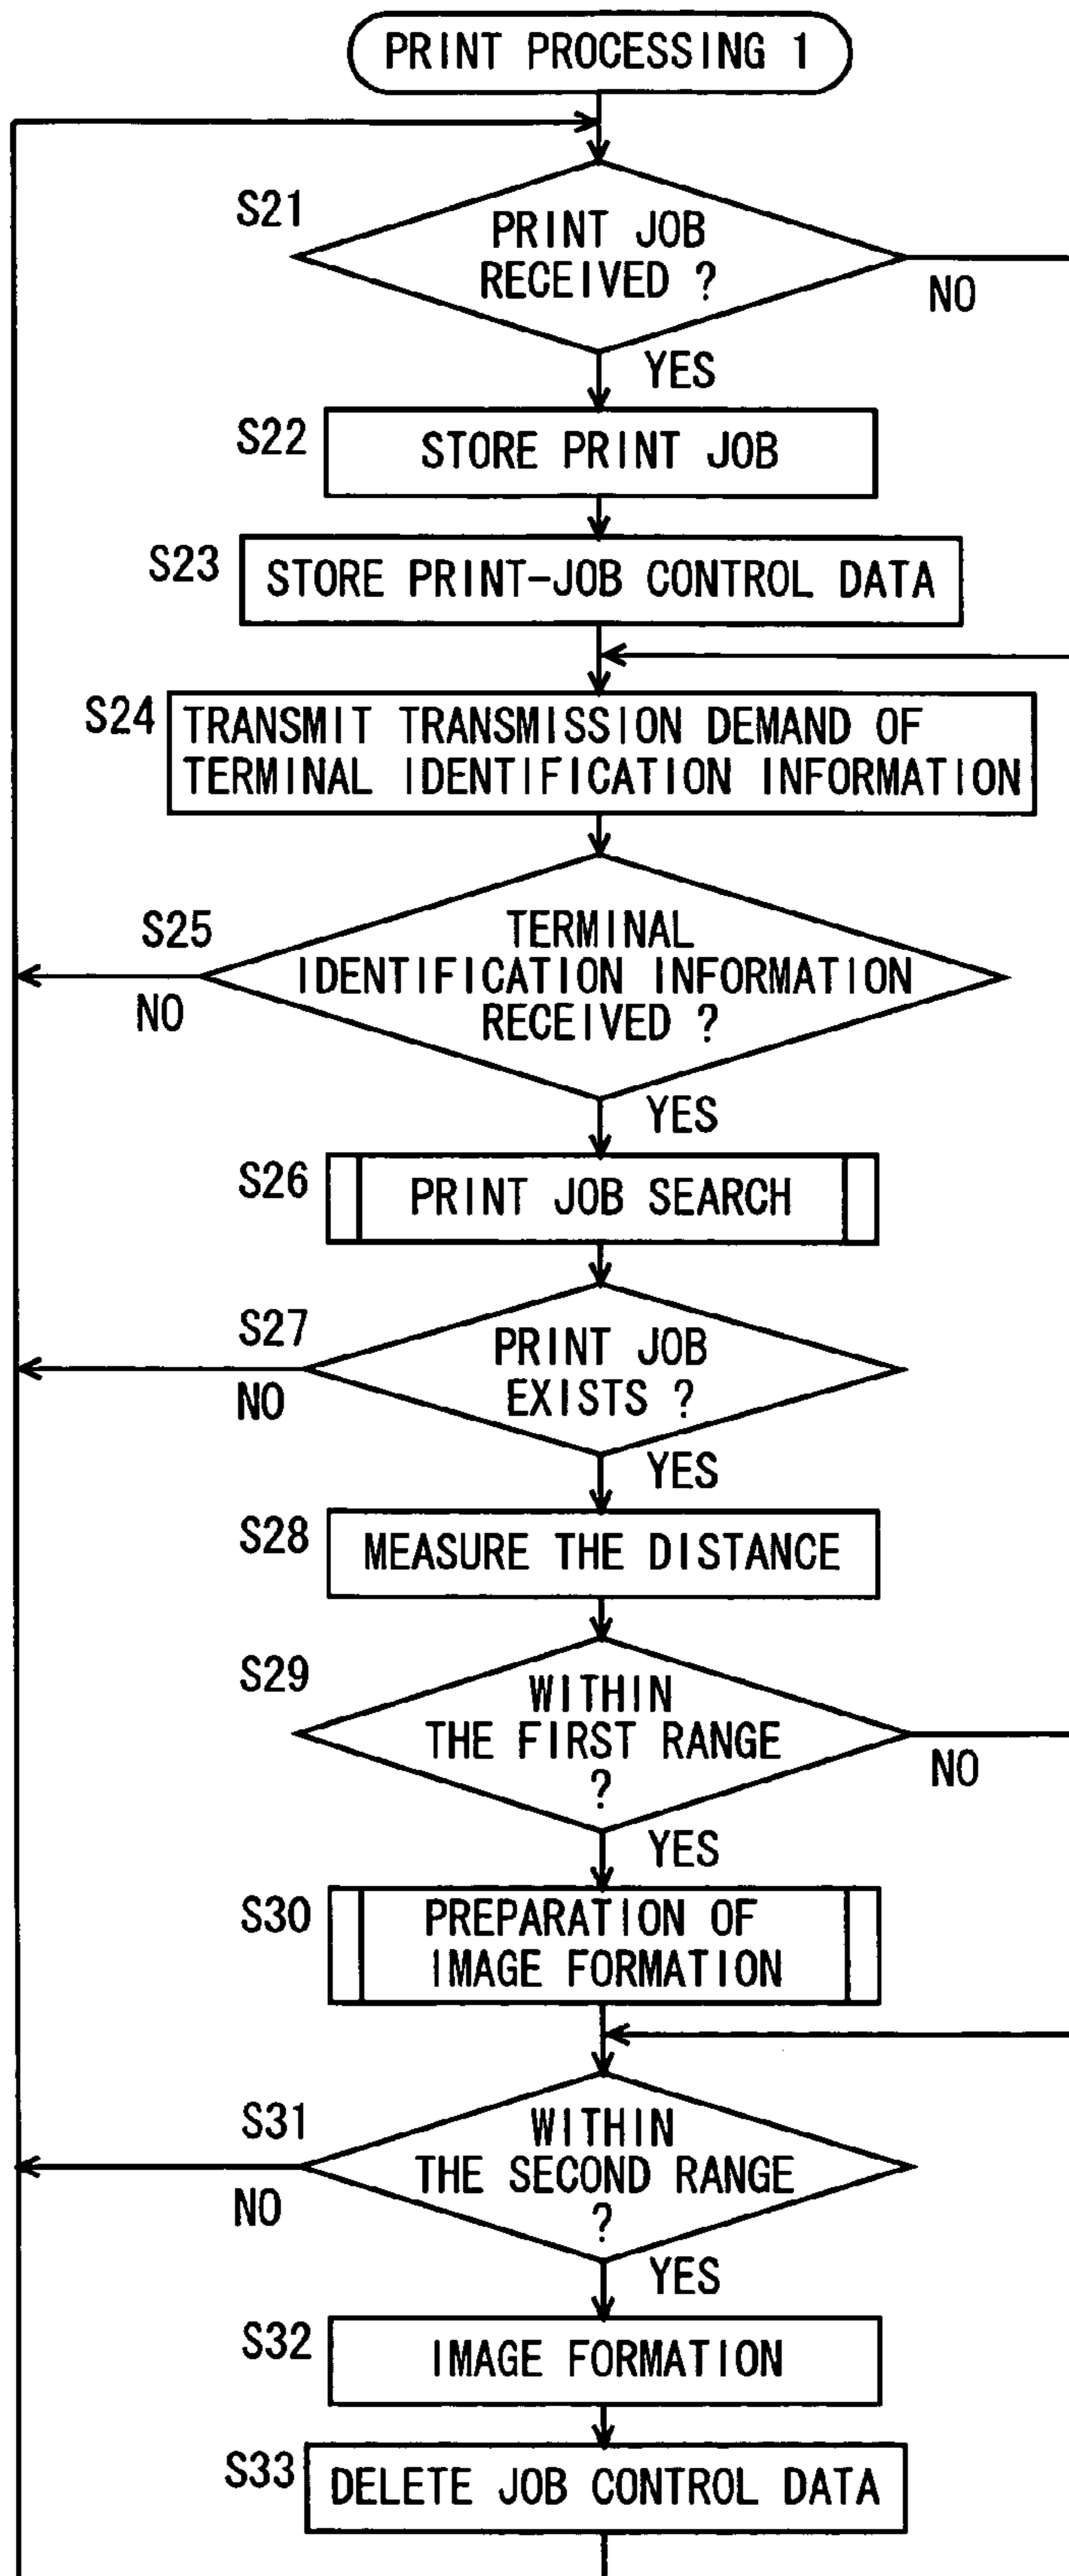 PRINT PROCESSING 1
S21
PRINT JOB
RECEIVED ?
NO
YES
S22
STORE PRINT JOB
S23
STORE PRINT-JOB CONTROL DATA
S24
TRANSMIT TRANSMISSION DEMAND OF
TERMINAL IDENTIFICATION INFORMATION
S25
TERMINAL
IDENTIFICATION INFORMATION
RECEIVED ?
NO
YES
S26
PRINT JOB SEARCH
S27
PRINT JOB
EXISTS ?
NO
YES
S28
MEASURE THE DISTANCE
S29
WITHIN
THE FIRST RANGE
?
NO
YES
S30
PREPARATION OF
IMAGE FORMATION
S31
WITHIN
THE SECOND RANGE
?
NO
YES
S32
IMAGE FORMATION
S33
DELETE JOB CONTROL DATA